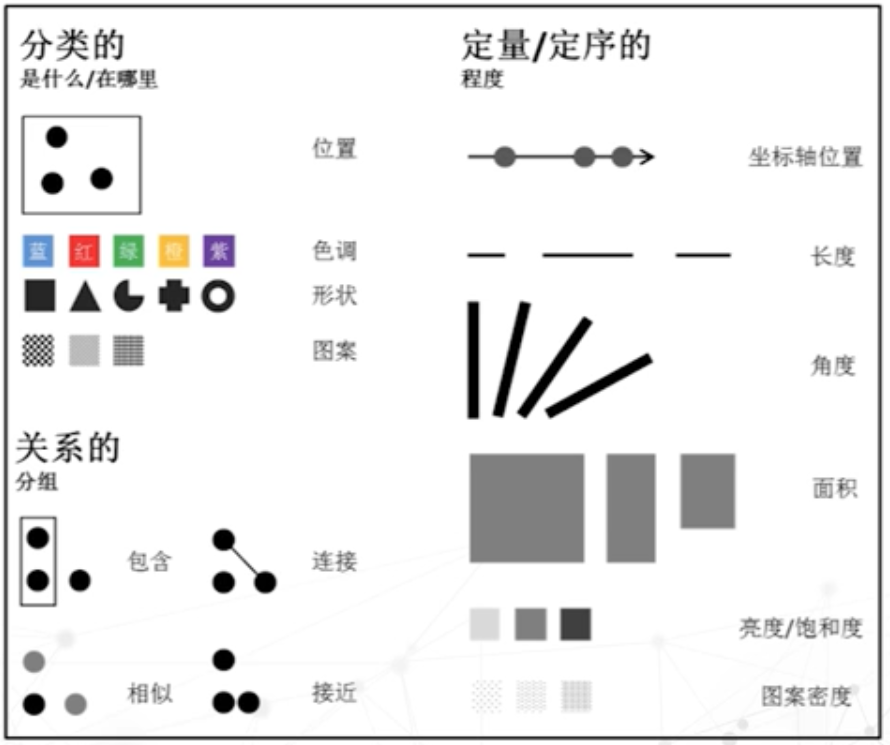 分类的
是什么/在哪里
位置
蓝 红 绿 橙 紫
色调
形状
图案
关系的
分组
包含
连接
相似
接近
定量/定序的
程度
坐标轴位置
长度
角度
面积
亮度/饱和度
图案密度